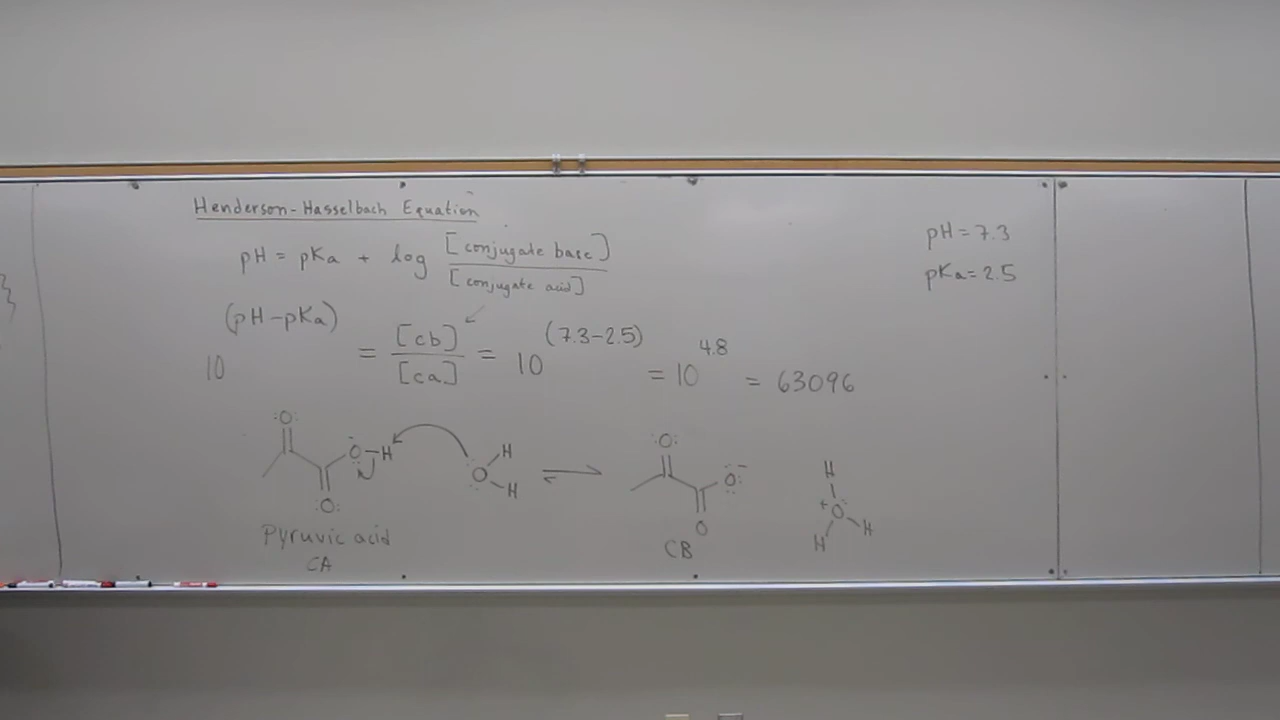 Henderson-Hasselbach Equation
pH = pKa + log [conjugate base] / [conjugate acid]
pH = 7.3
pKa = 2.5
10^(pH-pKa) = [cb] / [ca] = 10^(7.3-2.5) = 10^4.8 = 63096
:O: O-H O H H :O: O:⁻ H
O: O +O H H
Pyruvic acid
CA
CB